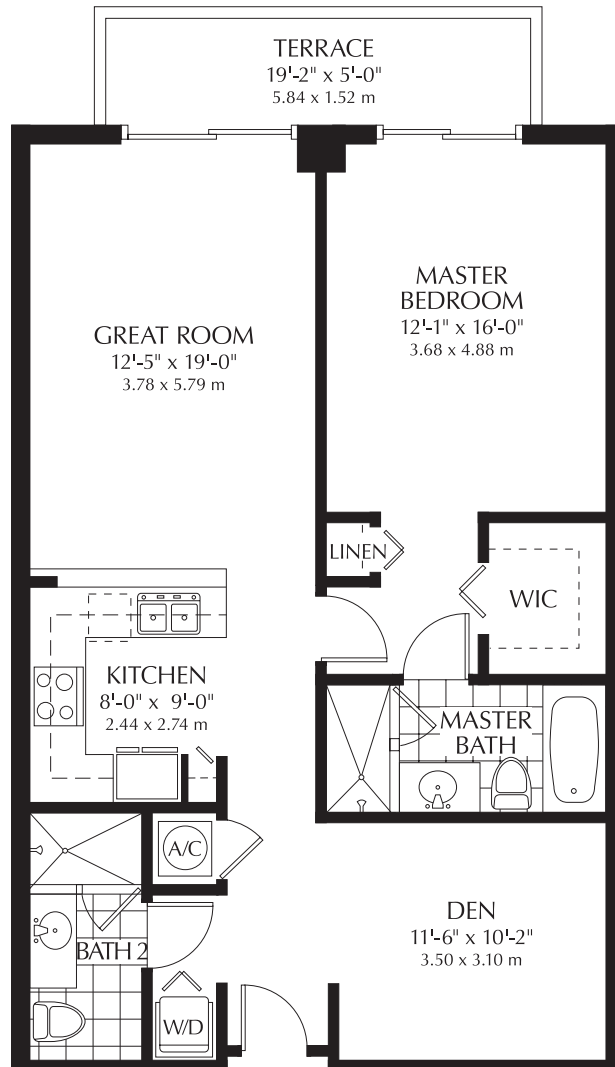 TERRACE
19'-2" x 5'-0"
5.84 x 1.52 m
MASTER
BEDROOM
12'-1" x 16'-0"
3.68 x 4.88 m
GREAT ROOM
12'-5" x 19'-0"
3.78 x 5.79 m
LINEN
WIC
KITCHEN
8'-0" x 9'-0"
2.44 x 2.74 m
MASTER
BATH
A/C
DEN
11'-6" x 10'-2"
3.50 x 3.10 m
BATH 2
W/D